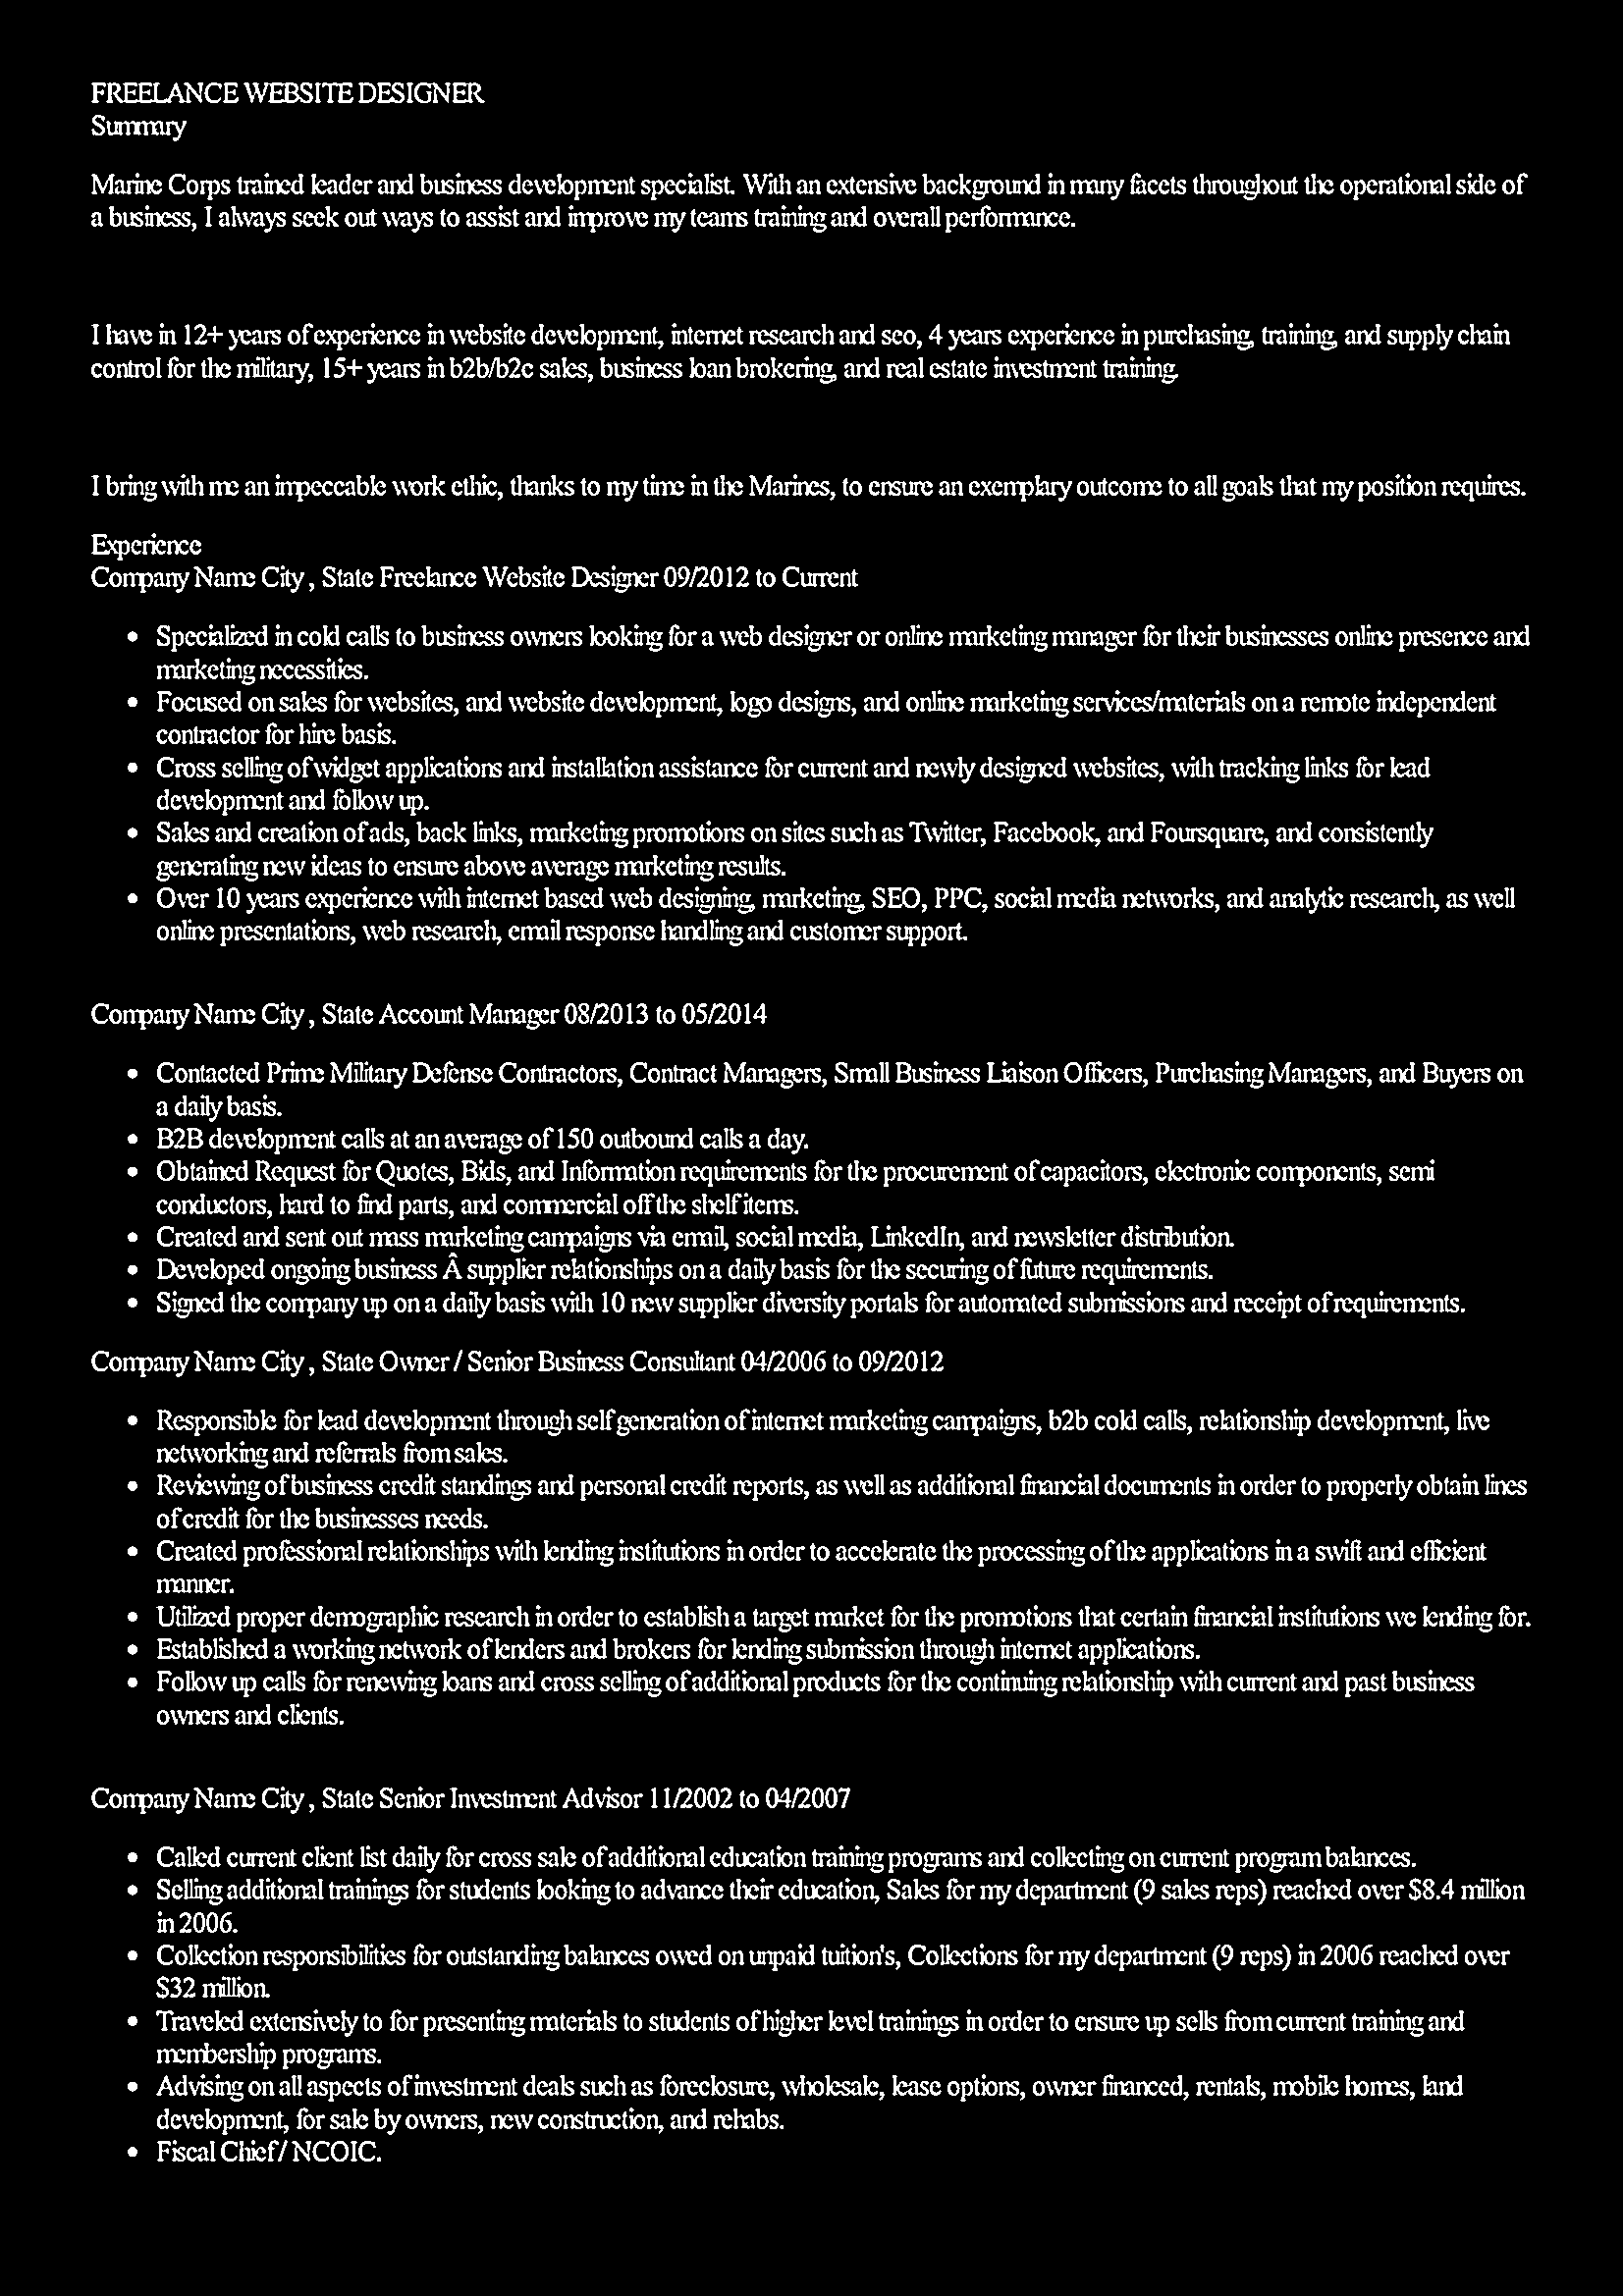 FREELANCE WEBSITE DESIGNER
Summary
Marine Corps trained leader and business development specialist. With an extensive background in many facets throughout the operational side of
a business, I always seek out ways to assist and improve my teams training and overall performance.
I have in 12+ years of experience in website development, internet research and seo, 4 years experience in purchasing, training, and supply chain
control for the military, 15+ years in b2b/b2c sales, business loan brokering, and real estate investment training.
I bring with me an impeccable work ethic, thanks to my time in the Marines, to ensure an exemplary outcome to all goals that my position requires.
Experience
Company Name City , State Freelance Website Designer 09/2012 to Current
• Specialized in cold calls to business owners looking for a web designer or online marketing manager for their businesses online presence and
marketing necessities.
• Focused on sales for websites, and website development, logo designs, and online marketing services/materials on a remote independent
contractor for hire basis.
• Cross selling of widget applications and installation assistance for current and newly designed websites, with tracking links for lead
development and follow up.
• Sales and creation of ads, back links, marketing promotions on sites such as Twitter, Facebook, and Foursquare, and consistently
generating new ideas to ensure above average marketing results.
• Over 10 years experience with internet based web designing, marketing, SEO, PPC, social media networks, and analytic research, as well
online presentations, web research, email response handling and customer support.
Company Name City , State Account Manager 08/2013 to 05/2014
• Contacted Prime Military Defense Contractors, Contract Managers, Small Business Liaison Officers, Purchasing Managers, and Buyers on
a daily basis.
• B2B development calls at an average of 150 outbound calls a day.
• Obtained Request for Quotes, Bids, and Information requirements for the procurement of capacitors, electronic components, semi
conductors, hard to find parts, and commercial off the shelf items.
• Created and sent out mass marketing campaigns via email, social media, LinkedIn, and newsletter distribution.
• Developed ongoing business Â supplier relationships on a daily basis for the securing of future requirements.
• Signed the company up on a daily basis with 10 new supplier diversity portals for automated submissions and receipt of requirements.
Company Name City , State Owner / Senior Business Consultant 04/2006 to 09/2012
• Responsible for lead development through self generation of internet marketing campaigns, b2b cold calls, relationship development, live
networking and referrals from sales.
• Reviewing of business credit standings and personal credit reports, as well as additional financial documents in order to properly obtain lines
of credit for the businesses needs.
• Created professional relationships with lending institutions in order to accelerate the processing of the applications in a swift and efficient
manner.
• Utilized proper demographic research in order to establish a target market for the promotions that certain financial institutions we lending for.
• Established a working network of lenders and brokers for lending submission through internet applications.
• Follow up calls for renewing loans and cross selling of additional products for the continuing relationship with current and past business
owners and clients.
Company Name City , State Senior Investment Advisor 11/2002 to 04/2007
• Called current client list daily for cross sale of additional education training programs and collecting on current program balances.
• Selling additional trainings for students looking to advance their education, Sales for my department (9 sales reps) reached over $8.4 million
in 2006.
• Collection responsibilities for outstanding balances owed on unpaid tuition's, Collections for my department (9 reps) in 2006 reached over
$32 million.
• Traveled extensively to for presenting materials to students of higher level trainings in order to ensure up sells from current training and
membership programs.
• Advising on all aspects of investment deals such as foreclosure, wholesale, lease options, owner financed, rentals, mobile homes, land
development, for sale by owners, new construction, and rehabs.
• Fiscal Chief / NCOIC.